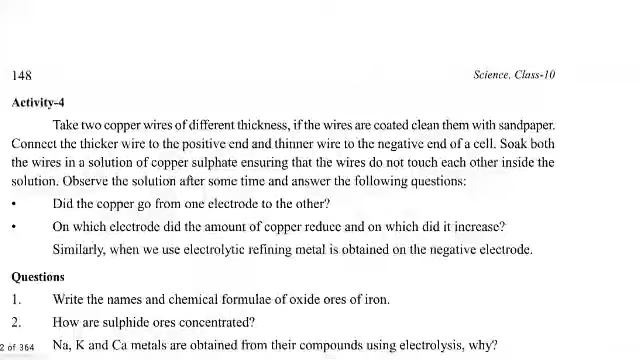 148
Science, Class-10
Activity-4
Take two copper wires of different thickness, if the wires are coated clean them with sandpaper.
Connect the thicker wire to the positive end and thinner wire to the negative end of a cell. Soak both
the wires in a solution of copper sulphate ensuring that the wires do not touch each other inside the
solution. Observe the solution after some time and answer the following questions:
• Did the copper go from one electrode to the other?
• On which electrode did the amount of copper reduce and on which did it increase?
Similarly, when we use electrolytic refining metal is obtained on the negative electrode.
Questions
1. Write the names and chemical formulae of oxide ores of iron.
2. How are sulphide ores concentrated?
2 of 364
Na, K and Ca metals are obtained from their compounds using electrolysis, why?